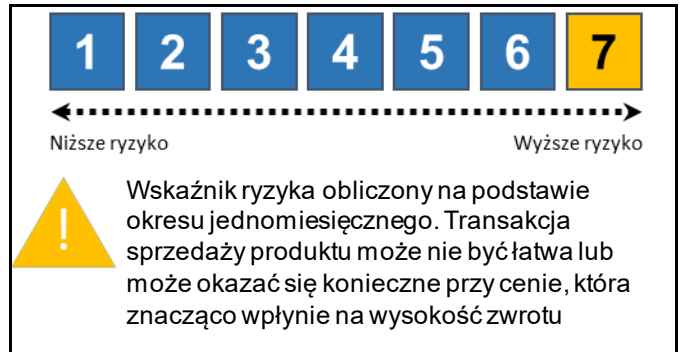 1 2 3 4 5 6 7
Niższe ryzyko Wyższe ryzyko
!
Wskaźnik ryzyka obliczony na podstawie
okresu jednomiesięcznego. Transakcja
sprzedaży produktu może nie być łatwa lub
może okazać się konieczne przy cenie, która
znacząco wpłynie na wysokość zwrotu